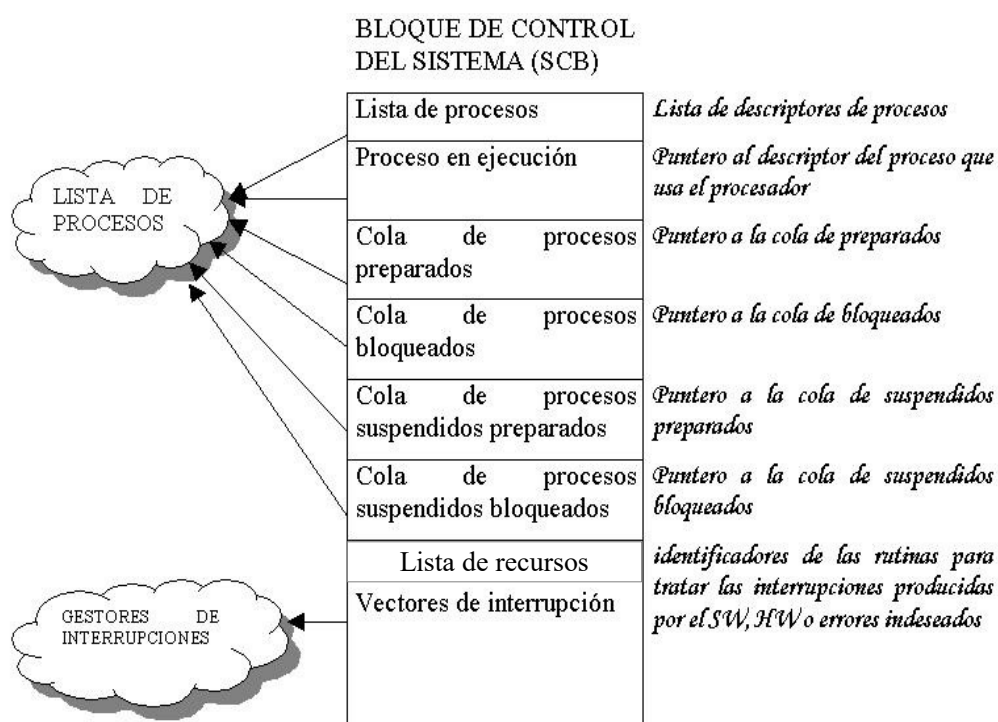 BLOQUE DE CONTROL
DEL SISTEMA (SCB)
Lista de procesos
Lista de descriptores de procesos
Proceso en ejecución
Puntero al descriptor del proceso que
usa el procesador
LISTA DE
PROCESOS
Cola de procesos
preparados
Puntero a la cola de preparados
Cola de procesos
bloqueados
Puntero a la cola de bloqueados
Cola de procesos
suspendidos preparados
Puntero a la cola de suspendidos
preparados
Cola de procesos
suspendidos bloqueados
Puntero a la cola de suspendidos
bloqueados
Lista de recursos
identificadores de las rutinas para
tratar las interrupciones producidas
por el SW, HW o errores indeseados
Vectores de interrupción
GESTORES DE
INTERRUPCIONES